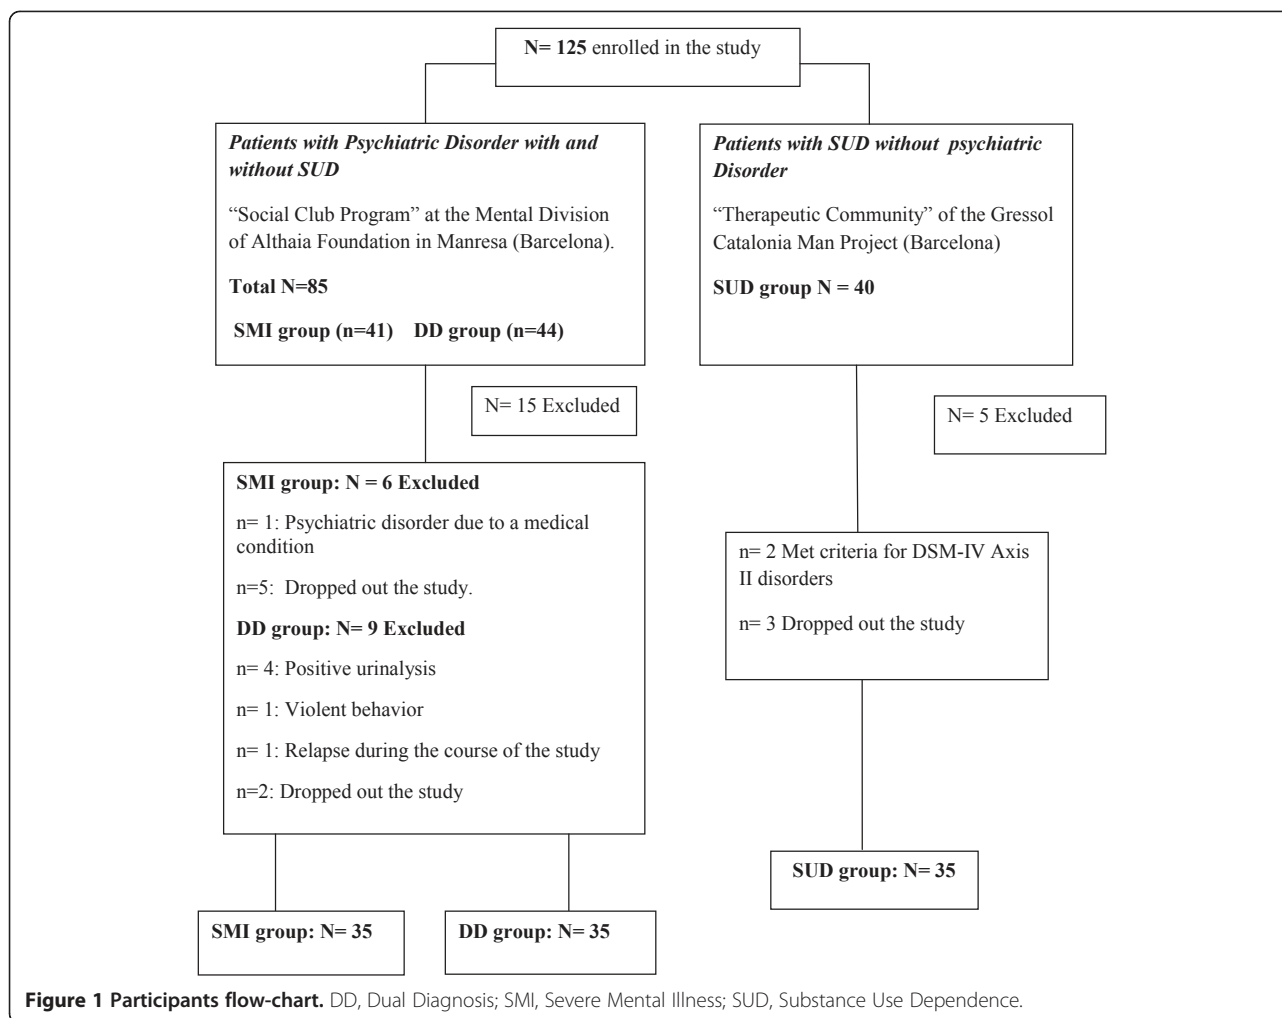 N= 125 enrolled in the study
Patients with Psychiatric Disorder with and
without SUD
“Social Club Program” at the Mental Division
of Althaia Foundation in Manresa (Barcelona).
Total N=85
SMI group (n=41) DD group (n=44)
Patients with SUD without psychiatric
Disorder
“Therapeutic Community” of the Gressol
Catalonia Man Project (Barcelona)
SUD group N = 40
N= 15 Excluded
N= 5 Excluded
SMI group: N = 6 Excluded
n= 1: Psychiatric disorder due to a medical
condition
n=5: Dropped out the study.
DD group: N= 9 Excluded
n= 4: Positive urinalysis
n= 1: Violent behavior
n= 1: Relapse during the course of the study
n=2: Dropped out the study
n= 2 Met criteria for DSM-IV Axis
II disorders
n= 3 Dropped out the study
SUD group: N= 35
SMI group: N= 35
DD group: N= 35
Figure 1 Participants flow-chart. DD, Dual Diagnosis; SMI, Severe Mental Illness; SUD, Substance Use Dependence.